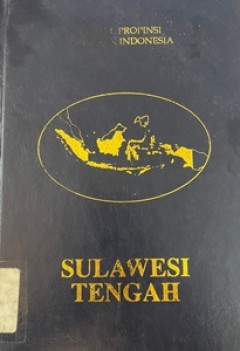 PROPINSI
INDONESIA
SULAWESI
TENGAH